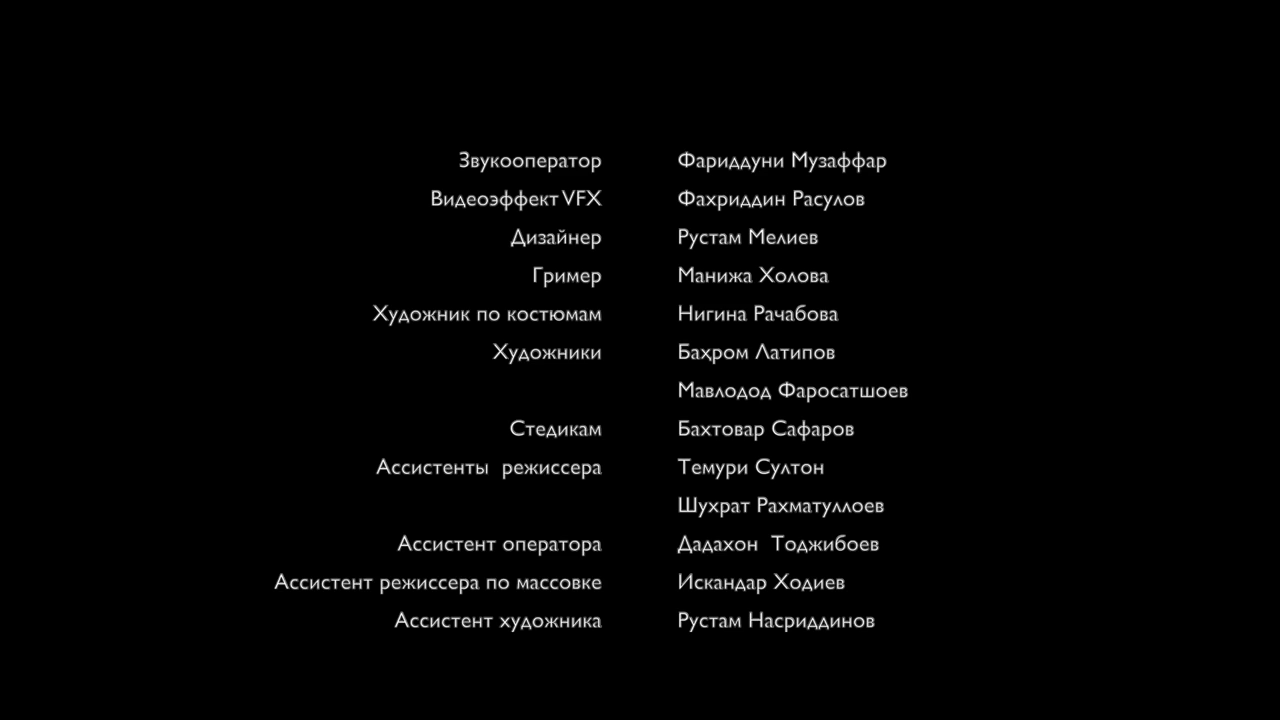 Звукооператор Фариддуни Музаффар
Видеоэффект VFX Фахриддин Расулов
Дизайнер Рустам Мелиев
Гример Манижа Холова
Художник по костюмам Нигина Рачабова
Художники Бахром Латипов
Мавлодод Фаросатшоев
Стедикам Бахтовар Сафаров
Ассистенты режиссера Темури Султон
Шухрат Рахматуллоев
Ассистент оператора Дадахон Тоджибоев
Ассистент режиссера по массовке Искандар Ходиев
Ассистент художника Рустам Насриддинов